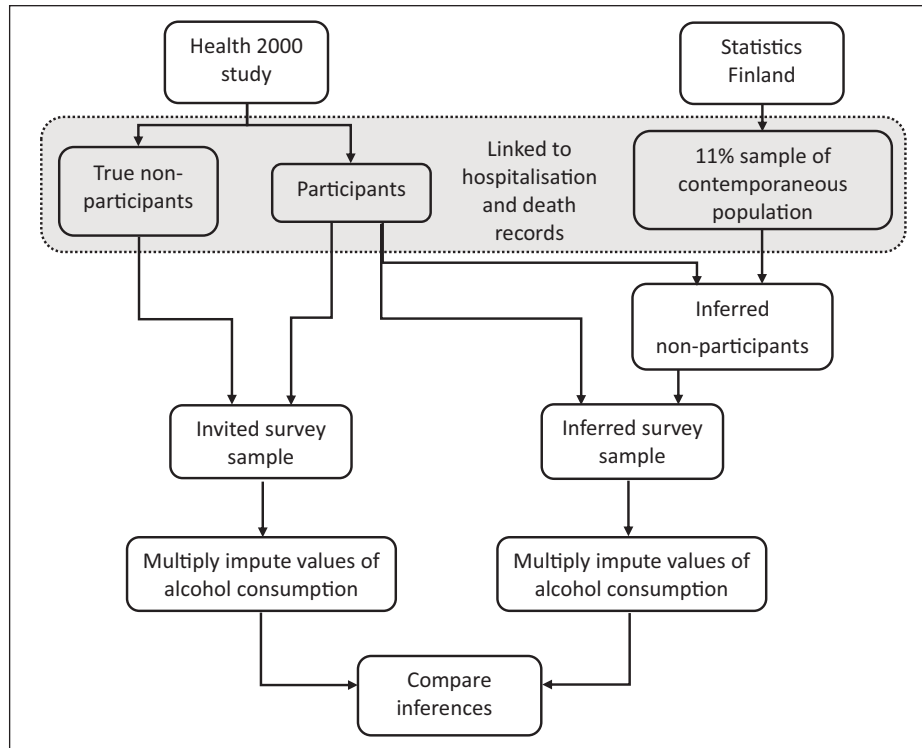 Health 2000
study
Statistics
Finland
True non-
participants
Participants
Linked to
hospitalisation
and death
records
11% sample of
contemporaneous
population
Inferred
non-participants
Invited survey
sample
Inferred survey
sample
Multiply impute values of
alcohol consumption
Multiply impute values of
alcohol consumption
Compare
inferences